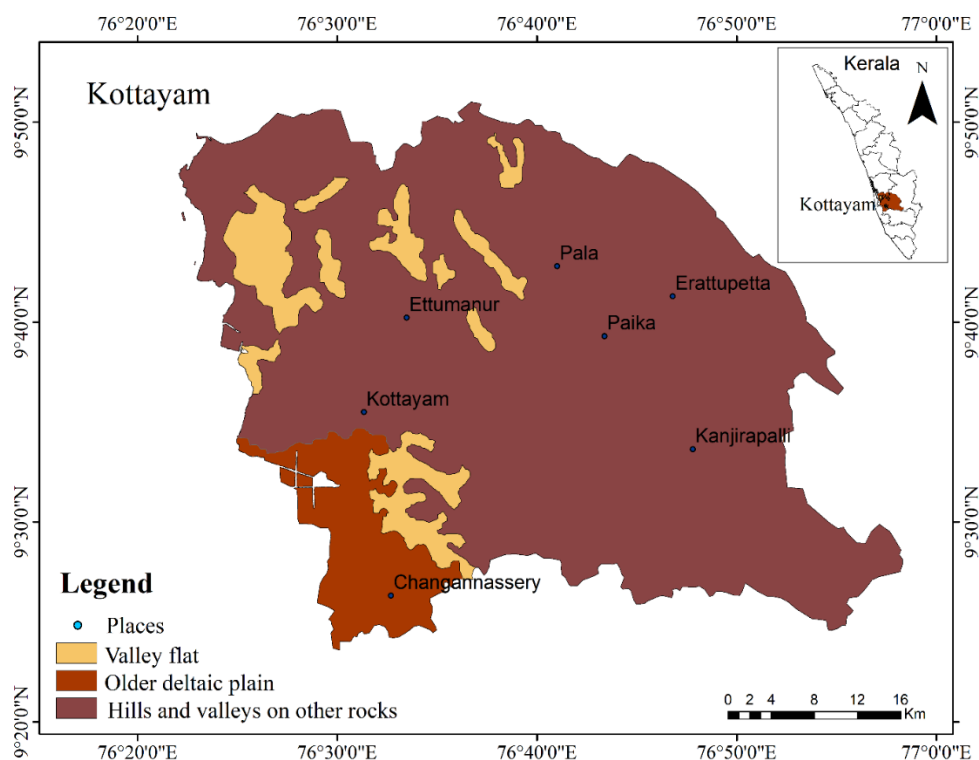 76°20'0"E 76°30'0"E 76°40'0"E 76°50'0"E 77°0'0"E
Kottayam
Kerala
N
Kottayam
9°50'0"N 9°50'0"N
Pala
Erattupetta
Ettumanur
Paika
9°40'0"N 9°40'0"N
Kottayam
Kanjirapalli
9°30'0"N 9°30'0"N
Changannassery
Legend
Places
Valley flat
Older deltaic plain
Hills and valleys on other rocks
0 2 4 8 12 16
Km
9°20'0"N 9°20'0"N
76°20'0"E 76°30'0"E 76°40'0"E 76°50'0"E 77°0'0"E